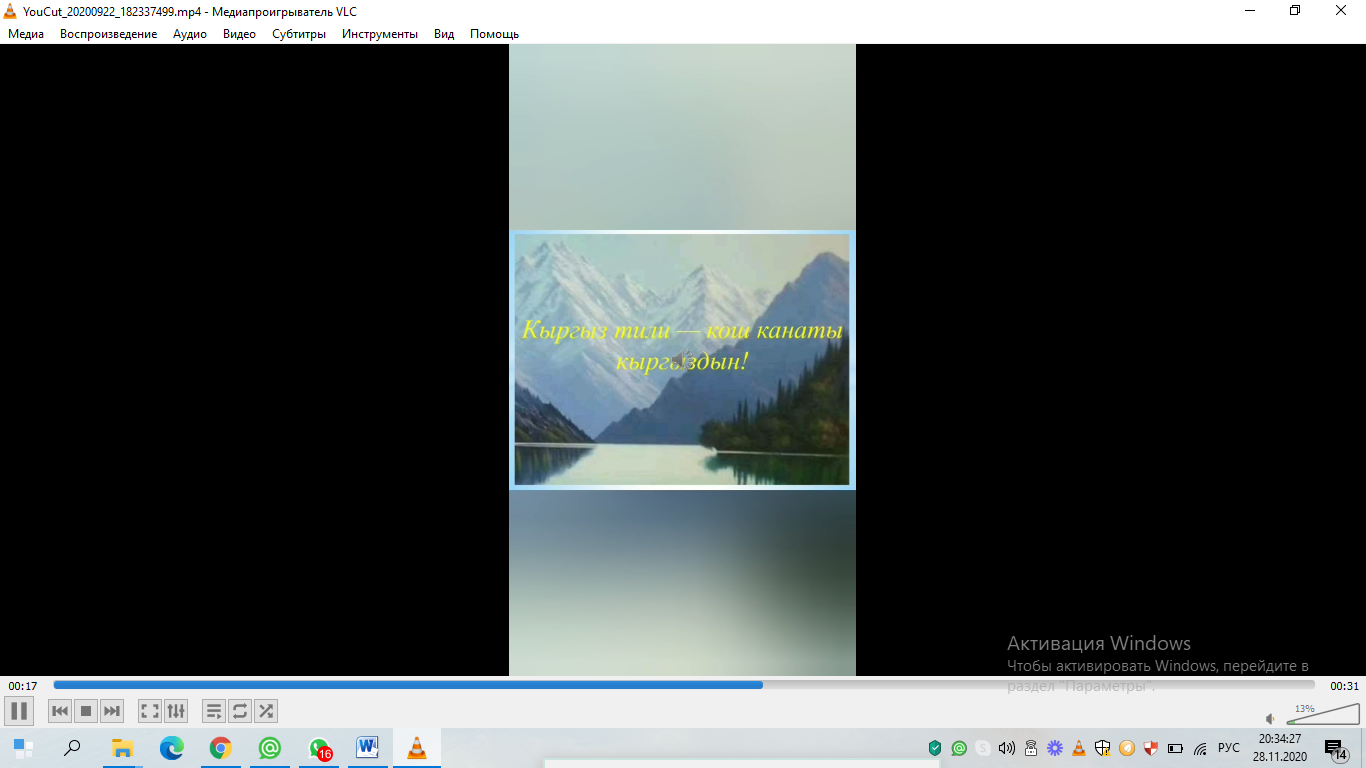 YouCut_20200922_182337499.mp4 - Медиапроигрыватель VLC
Медиа Воспроизведение Аудио Видео Субтитры Инструменты Вид Помощь
Кыргыз тили — кош канаты
кыргыздын!
Активация Windows
Чтобы активировать Windows, перейдите в
раздел "Параметры".
00:17 00:31
13%
16
РУС
20:34:27
28.11.2020
14